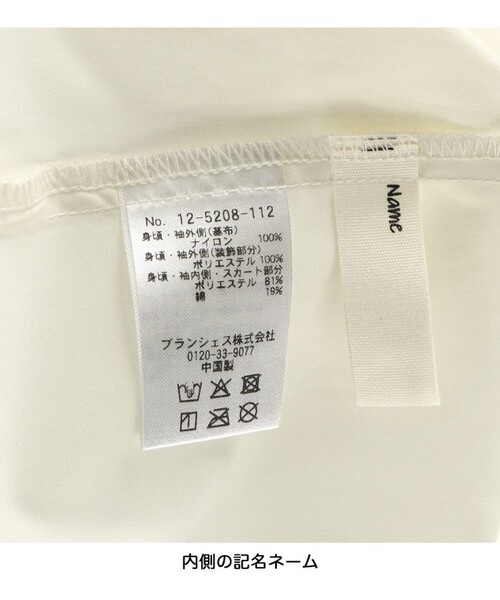 No. 12-5208-112
身頃・袖外側(基布)
ナイロン 100%
身頃・袖外側(装飾部分)
ポリエステル 100%
身頃・袖内側・スカート部分
ポリエステル 81%
綿 19%
ブランシェス株式会社
0120-33-9077
中国製
Name
内側の記名ネーム